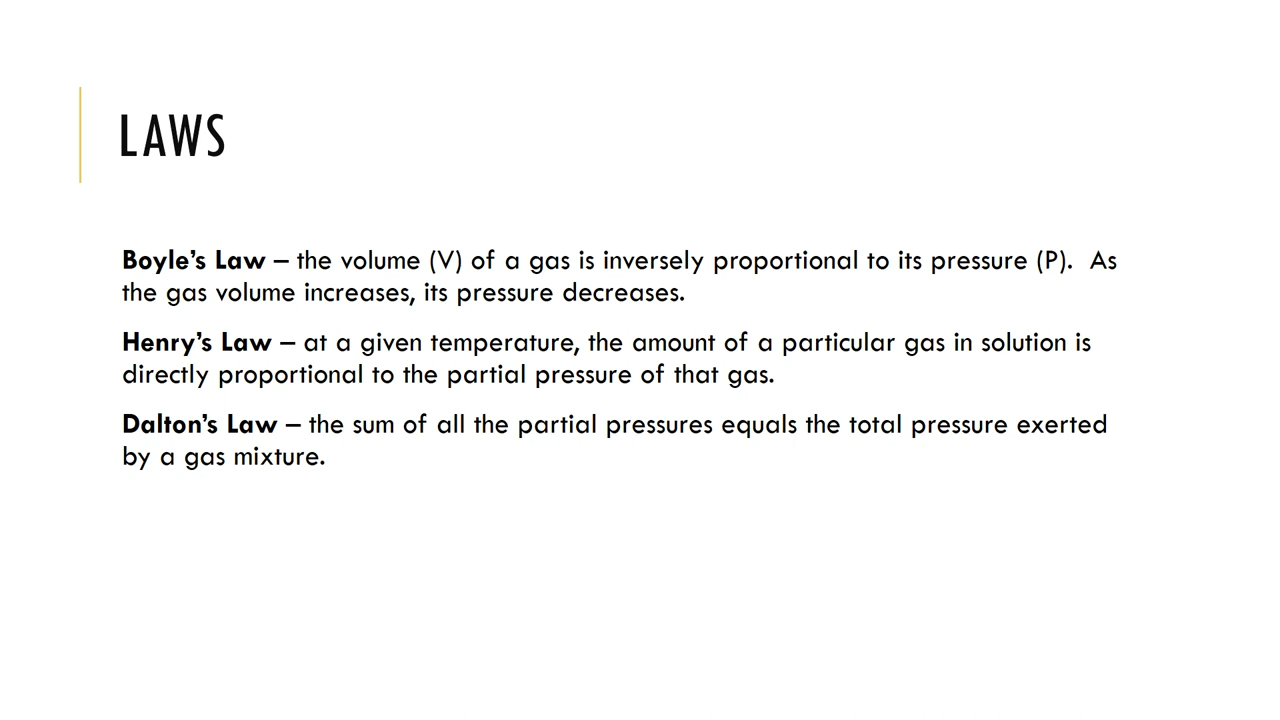 LAWS
Boyle’s Law – the volume (V) of a gas is inversely proportional to its pressure (P).  As
the gas volume increases, its pressure decreases.
Henry’s Law – at a given temperature, the amount of a particular gas in solution is
directly proportional to the partial pressure of that gas.
Dalton’s Law – the sum of all the partial pressures equals the total pressure exerted
by a gas mixture.